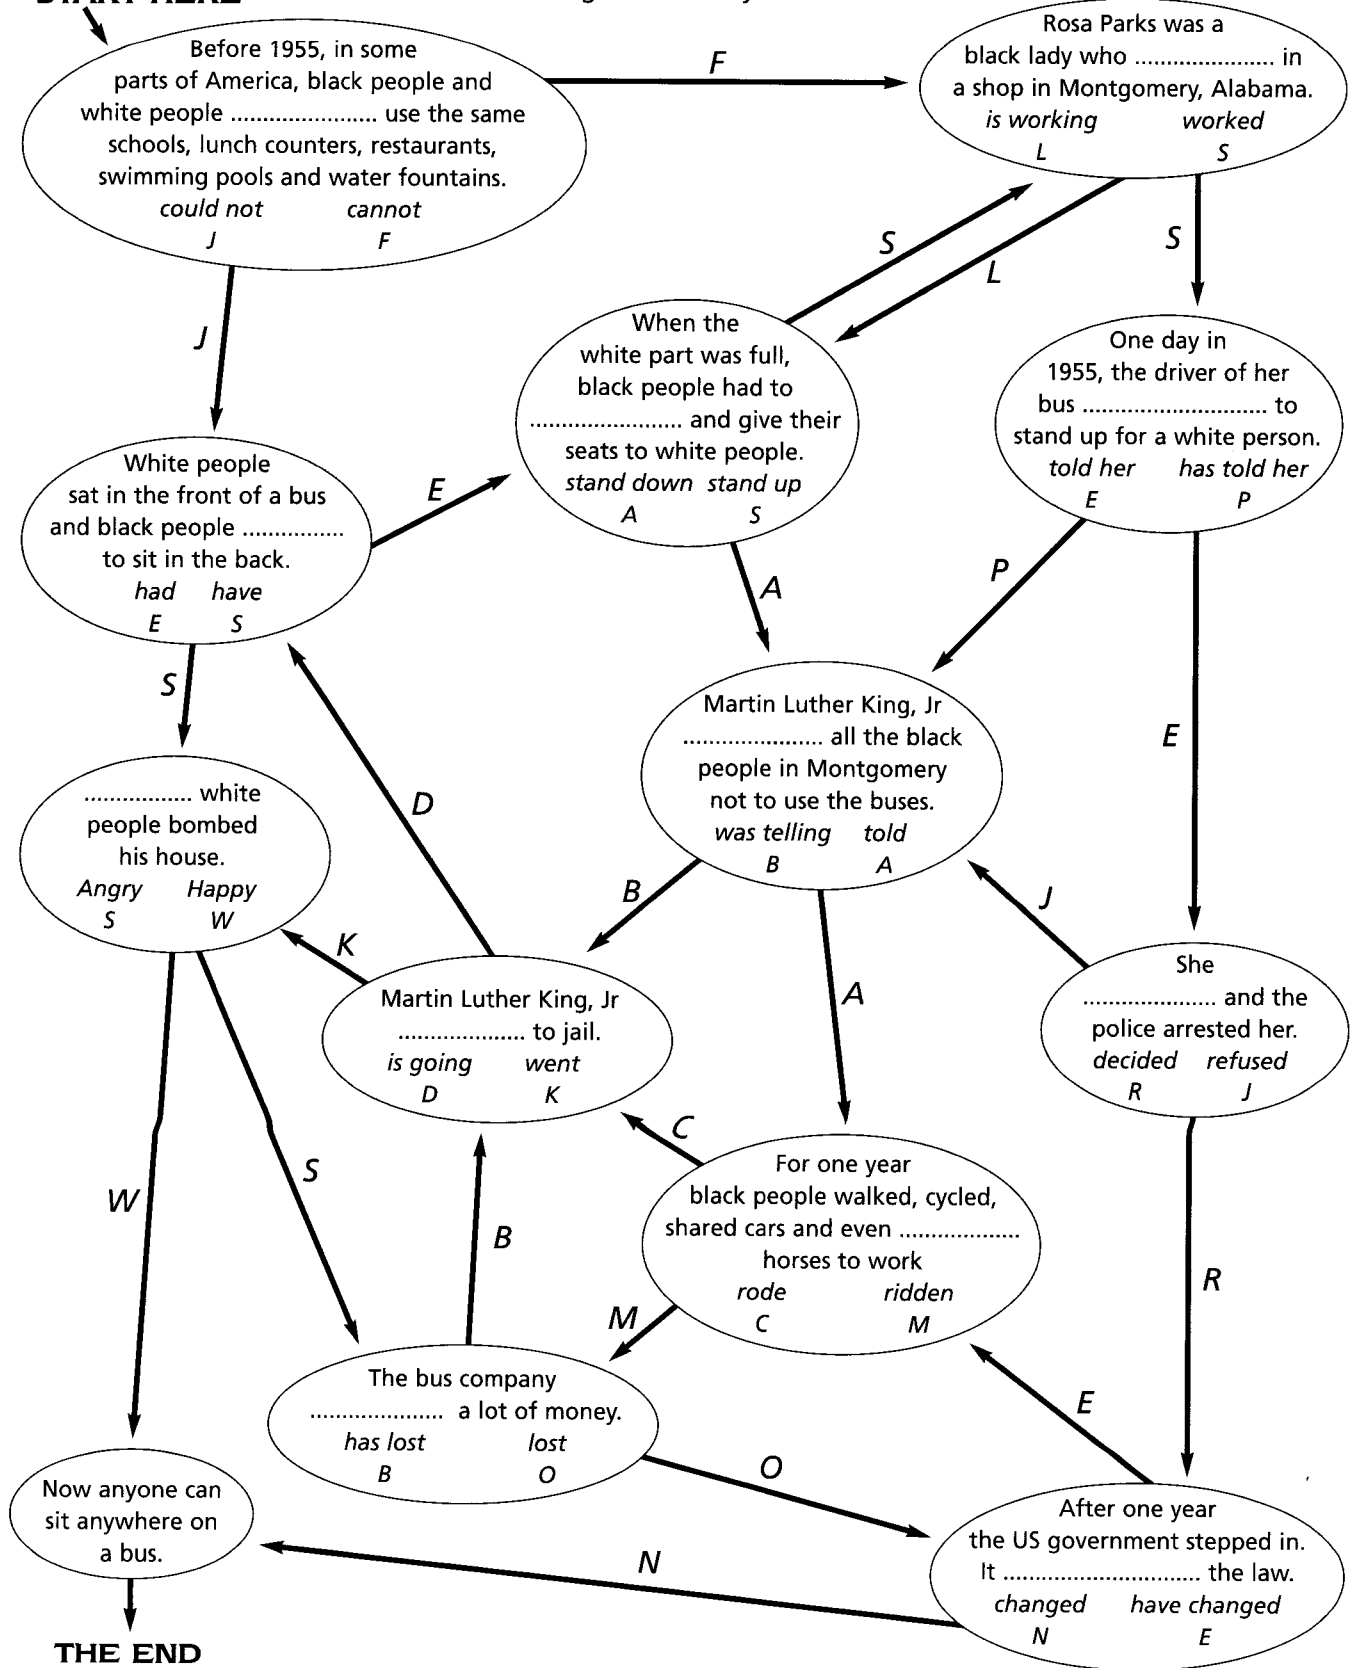 START HERE
Before 1955, in some
parts of America, black people and
white people ....................... use the same
schools, lunch counters, restaurants,
swimming pools and water fountains.
could not cannot
J F
F
Rosa Parks was a
black lady who ...................... in
a shop in Montgomery, Alabama.
is working worked
L S
J
S
L
S
When the
white part was full,
black people had to
........................ and give their
seats to white people.
stand down stand up
A S
One day in
1955, the driver of her
bus ............................. to
stand up for a white person.
told her has told her
E P
White people
sat in the front of a bus
and black people ................
to sit in the back.
had have
E S
E
A
P
E
S
D
Martin Luther King, Jr
...................... all the black
people in Montgomery
not to use the buses.
was telling told
B A
................. white
people bombed
his house.
Angry Happy
S W
B
A
J
K
Martin Luther King, Jr
.................... to jail.
is going went
D K
She
..................... and the
police arrested her.
decided refused
R J
W
S
B
C
For one year
black people walked, cycled,
shared cars and even ...................
horses to work
rode ridden
C M
R
M
The bus company
..................... a lot of money.
has lost lost
B O
E
O
Now anyone can
sit anywhere on
a bus.
N
After one year
the US government stepped in.
It ............................... the law.
changed have changed
N E
THE END